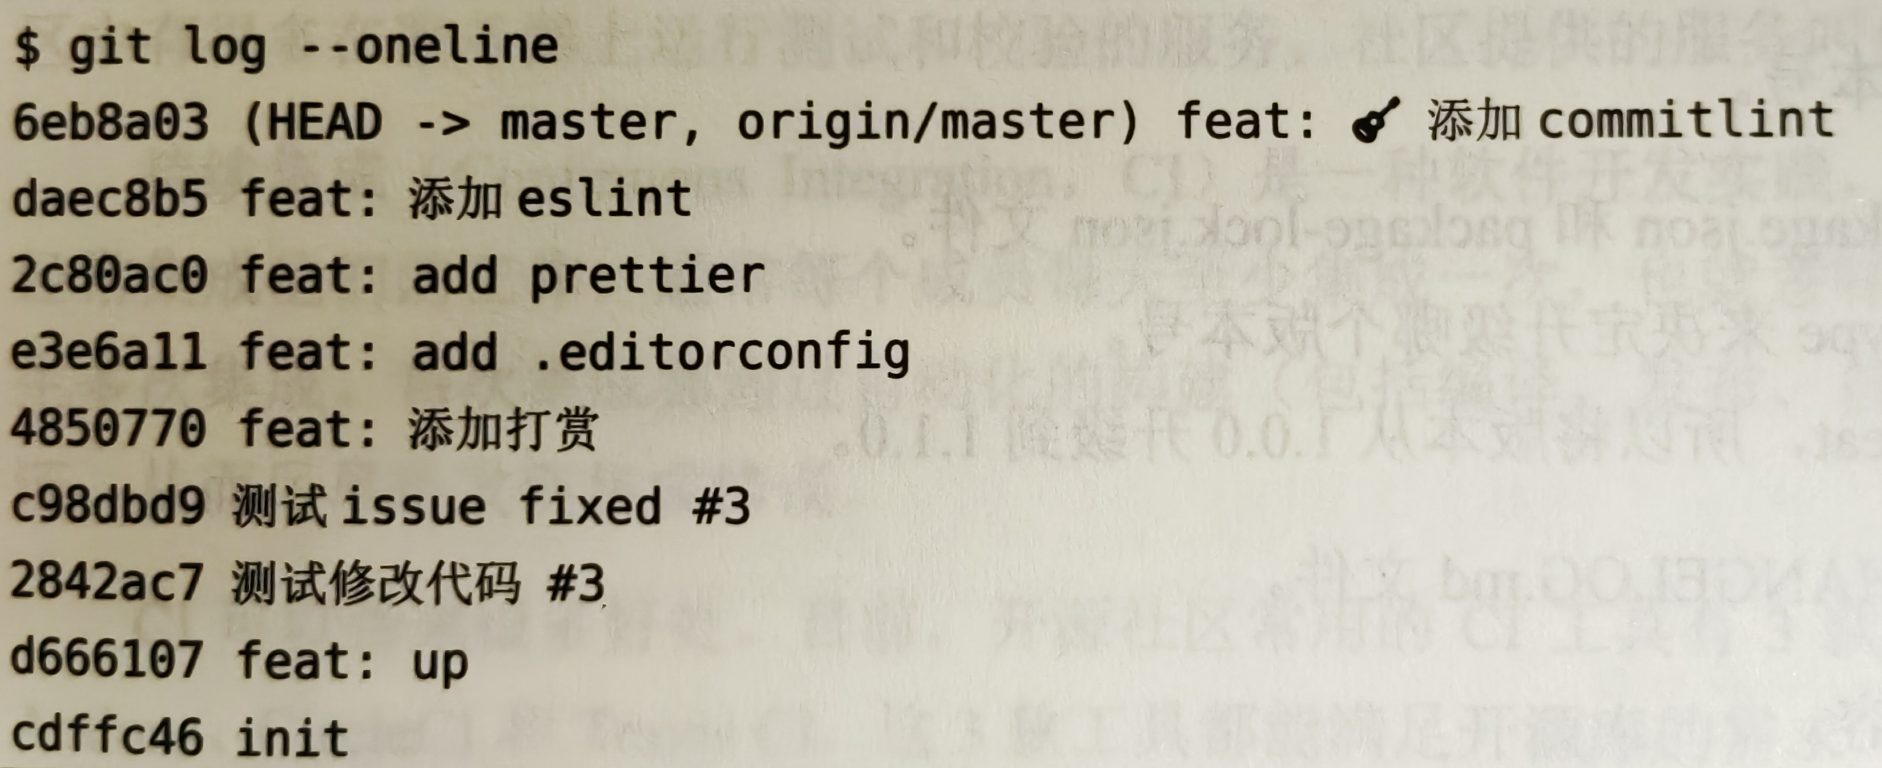 $ git log --oneline
6eb8a03 (HEAD -> master, origin/master) feat: 🎸 添加 commitlint
daec8b5 feat: 添加 eslint
2c80ac0 feat: add prettier
e3e6a11 feat: add .editorconfig
4850770 feat: 添加打赏
c98dbd9 测试 issue fixed #3
2842ac7 测试修改代码 #3
d666107 feat: up
cdffc46 init